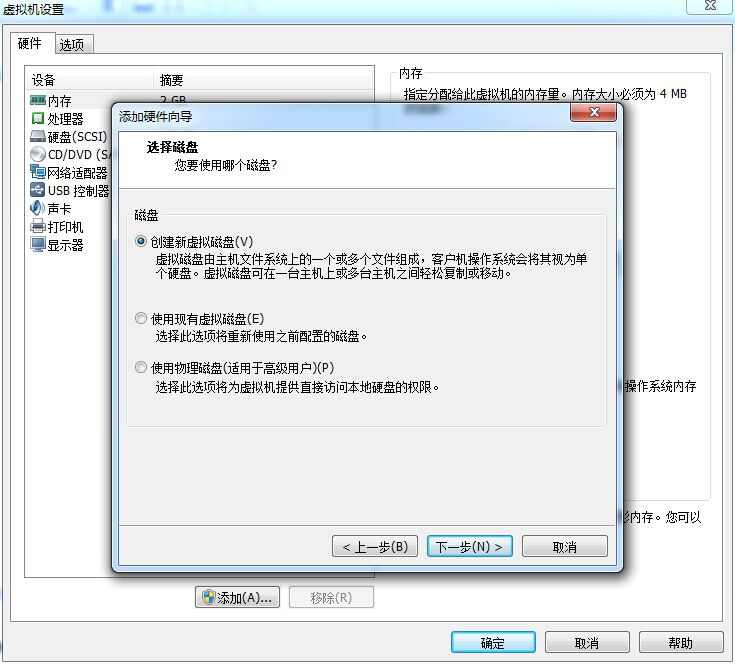 虚拟机设置
硬件 选项
设备 摘要
内存 2 GB
处理器
硬盘(SCSI)
CD/DVD (SA
网络适配器
USB 控制器
声卡
打印机
显示器
内存
指定分配给此虚拟机的内存量。内存大小必须为 4 MB
添加硬件向导
选择磁盘
您要使用哪个磁盘?
磁盘
创建新虚拟磁盘(V)
虚拟磁盘由主机文件系统上的一个或多个文件组成，客户机操作系统会将其视为单
个硬盘。虚拟磁盘可在一台主机上或多台主机之间轻松复制或移动。
使用现有虚拟磁盘(E)
选择此选项将重新使用之前配置的磁盘。
使用物理磁盘(适用于高级用户)(P)
选择此选项将为虚拟机提供直接访问本地硬盘的权限。
操作系统内存
内存。您可以
< 上一步(B) 下一步(N) > 取消
添加(A)... 移除(R)
确定 取消 帮助